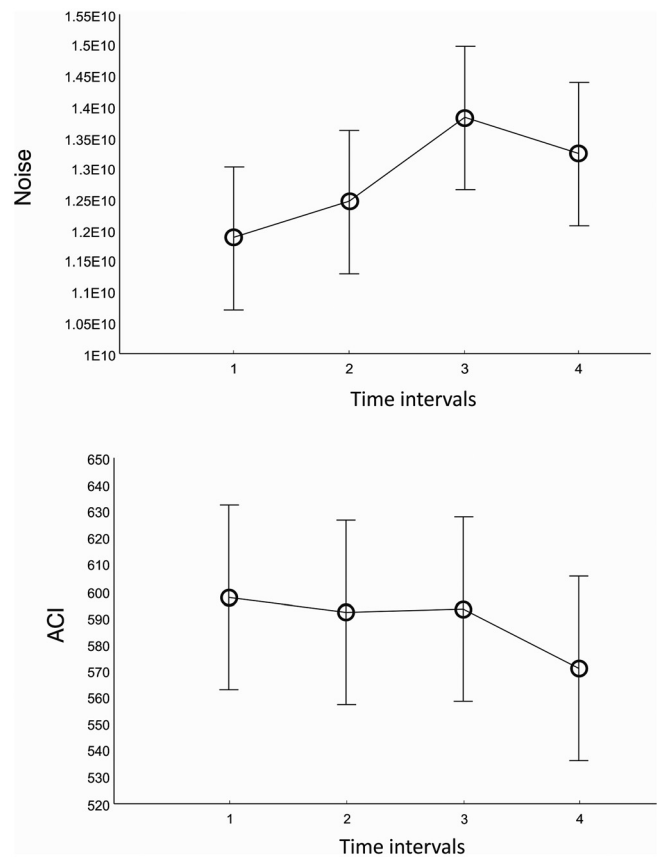 Noise
1.55E10
1.5E10
1.45E10
1.4E10
1.35E10
1.3E10
1.25E10
1.2E10
1.15E10
1.1E10
1.05E10
1E10
1 2 3 4
Time intervals
ACI
650
640
630
620
610
600
590
580
570
560
550
540
530
520
1 2 3 4
Time intervals